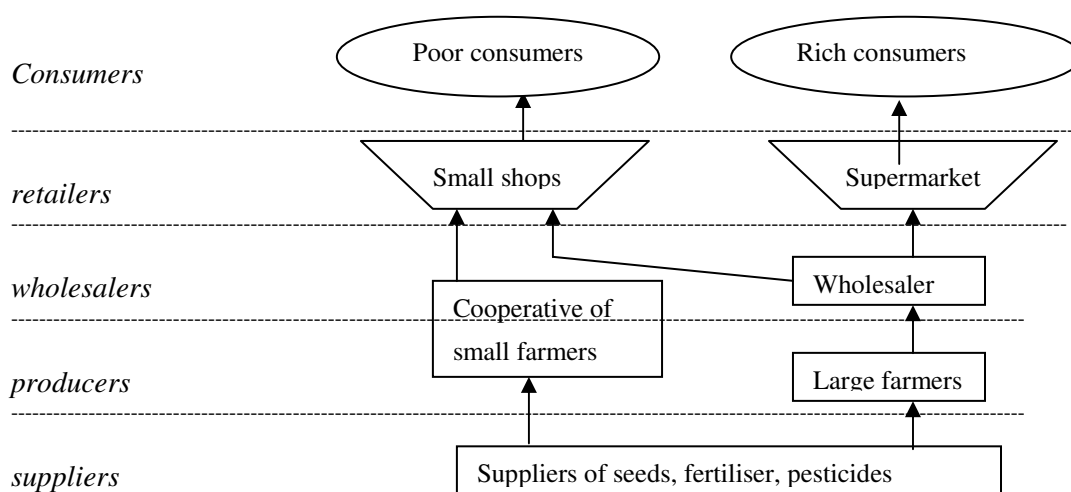 Poor consumers
Rich consumers
Consumers
Small shops
Supermarket
retailers
Wholesaler
wholesalers
Cooperative of
small farmers
Large farmers
producers
Suppliers of seeds, fertiliser, pesticides
suppliers